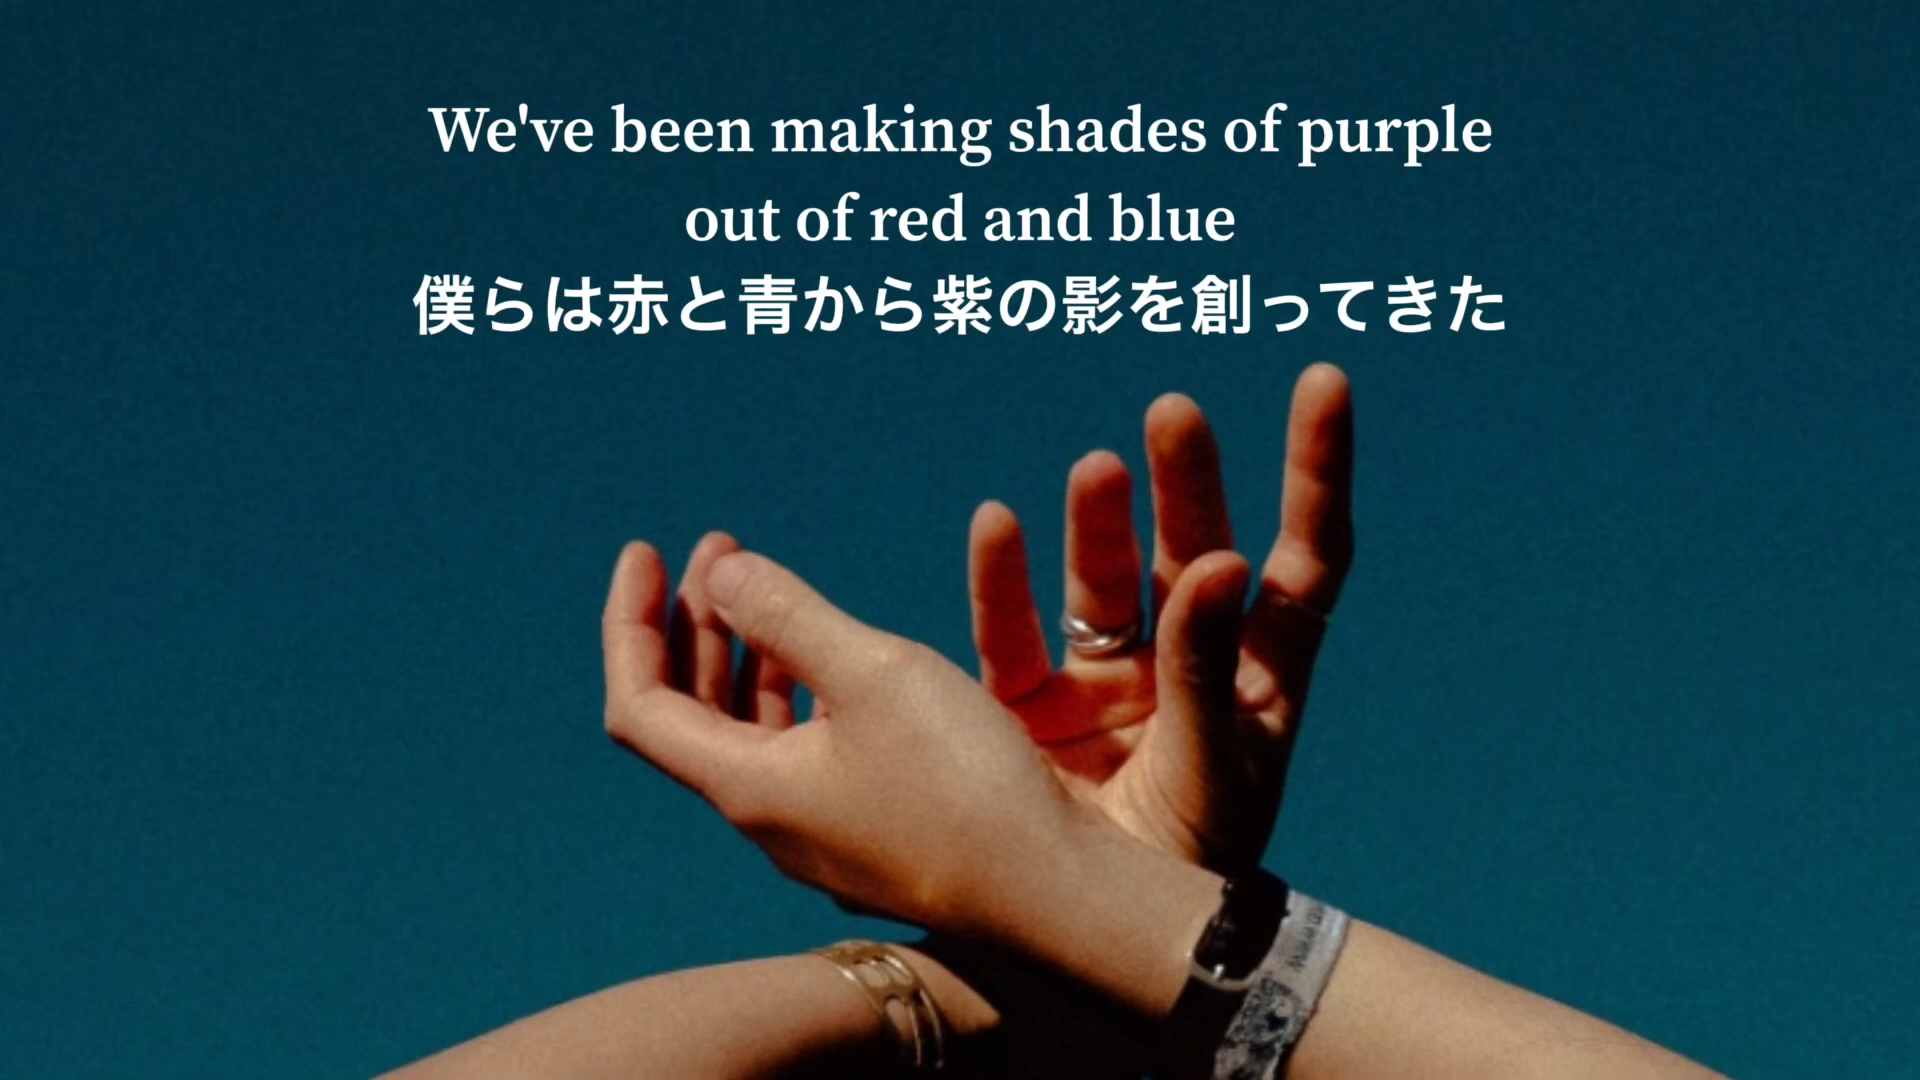 We've been making shades of purple
out of red and blue
僕らは赤と青から紫の影を創ってきた